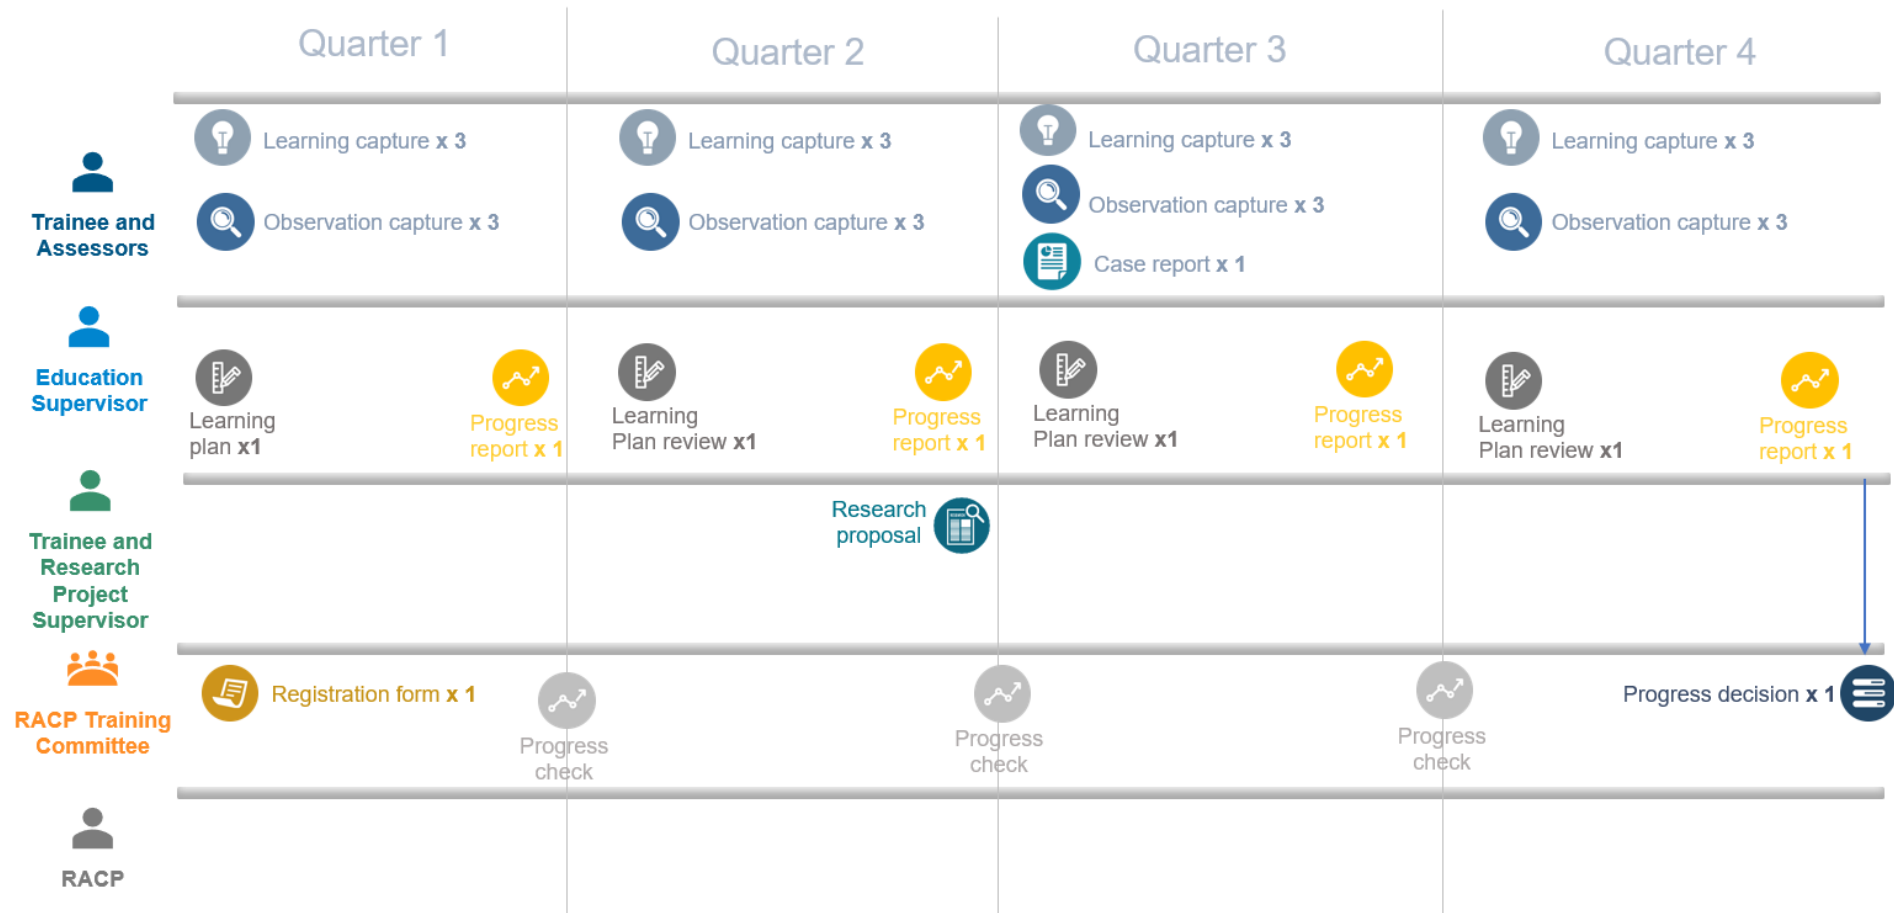 Quarter 1
Quarter 2
Quarter 3
Quarter 4
Trainee and
Assessors
Learning capture x 3
Observation capture x 3
Learning capture x 3
Observation capture x 3
Learning capture x 3
Observation capture x 3
Case report x 1
Learning capture x 3
Observation capture x 3
Education
Supervisor
Learning
plan x1
Progress
report x 1
Learning
Plan review x1
Progress
report x 1
Learning
Plan review x1
Progress
report x 1
Learning
Plan review x1
Progress
report x 1
Trainee and
Research
Project
Supervisor
Research
proposal
RACP Training
Committee
Registration form x 1
Progress
check
Progress
check
Progress
check
Progress decision x 1
RACP